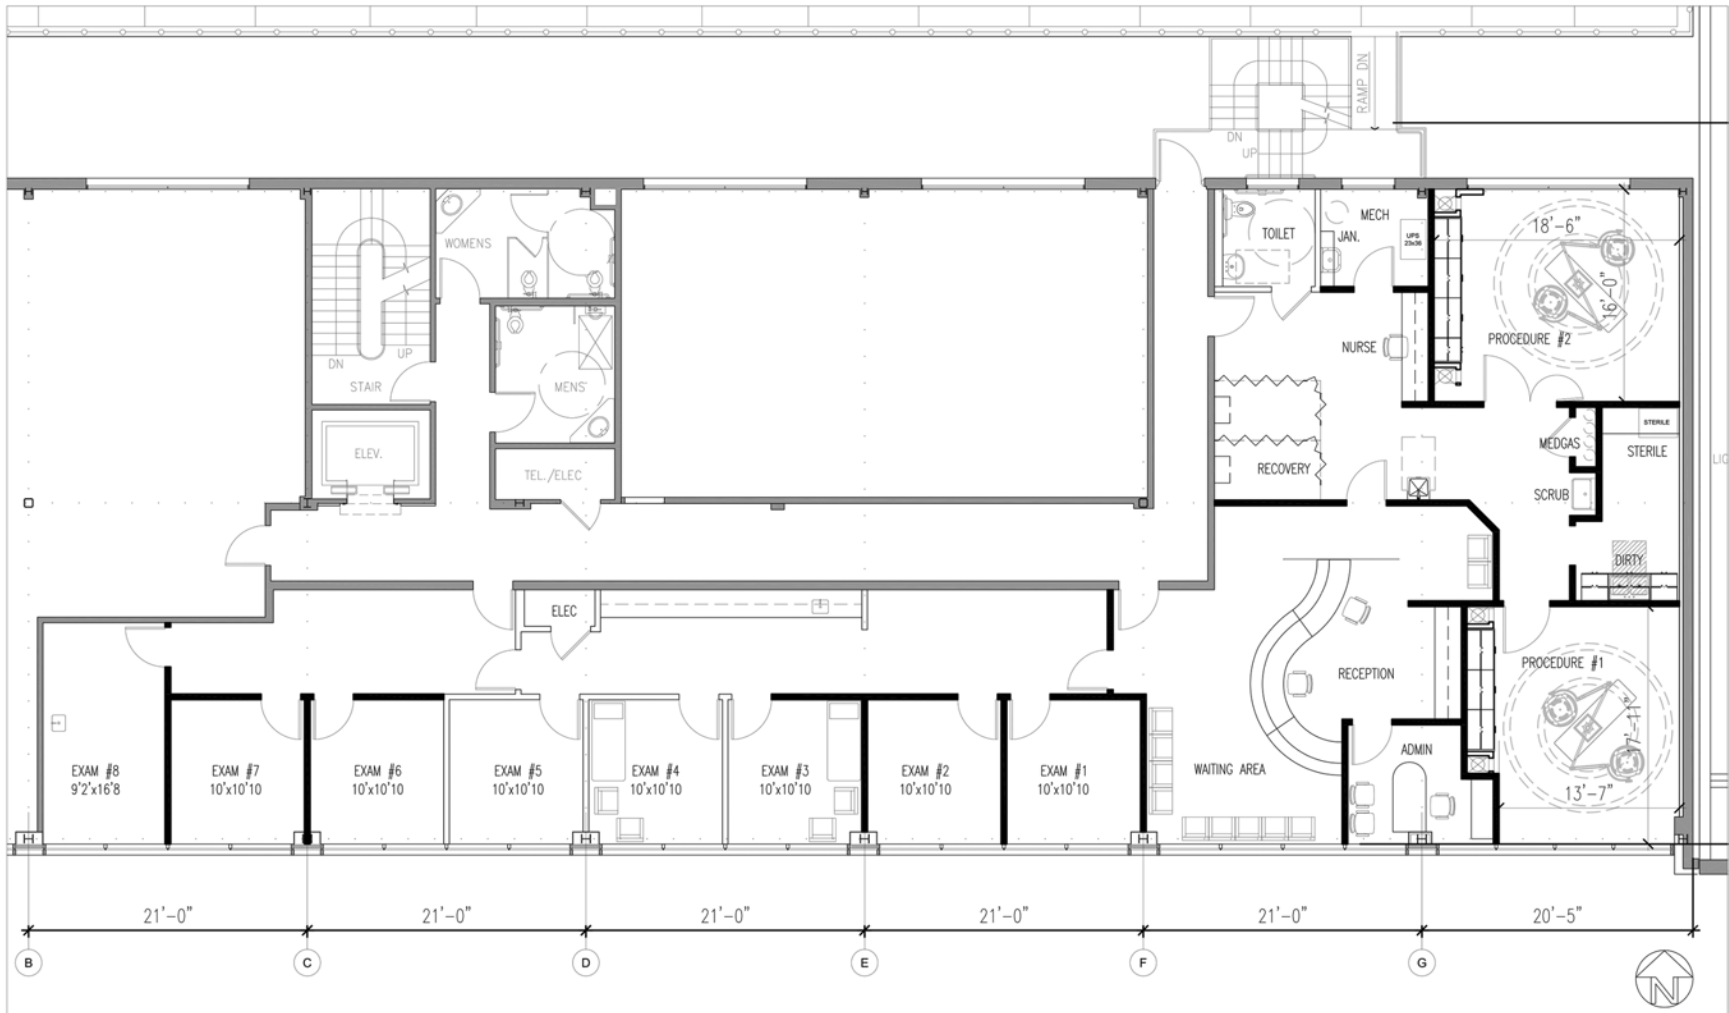 RAMP DN
DN
UP
WOMENS
TOILET
MECH
JAN.
UPS
23x36
18'-6"
16'-0"
PROCEDURE #2
NURSE
DN
UP
STAIR
MENS
ELEV.
TEL./ELEC
RECOVERY
MEDGAS
STERILE
STERILE
SCRUB
DIRTY
ELEC
RECEPTION
PROCEDURE #1
13'-7"
ADMIN
WAITING AREA
EXAM #8
9'2"x16'8
EXAM #7
10'x10'10
EXAM #6
10'x10'10
EXAM #5
10'x10'10
EXAM #4
10'x10'10
EXAM #3
10'x10'10
EXAM #2
10'x10'10
EXAM #1
10'x10'10
21'-0"
21'-0"
21'-0"
21'-0"
21'-0"
20'-5"
B
C
D
E
F
G
N